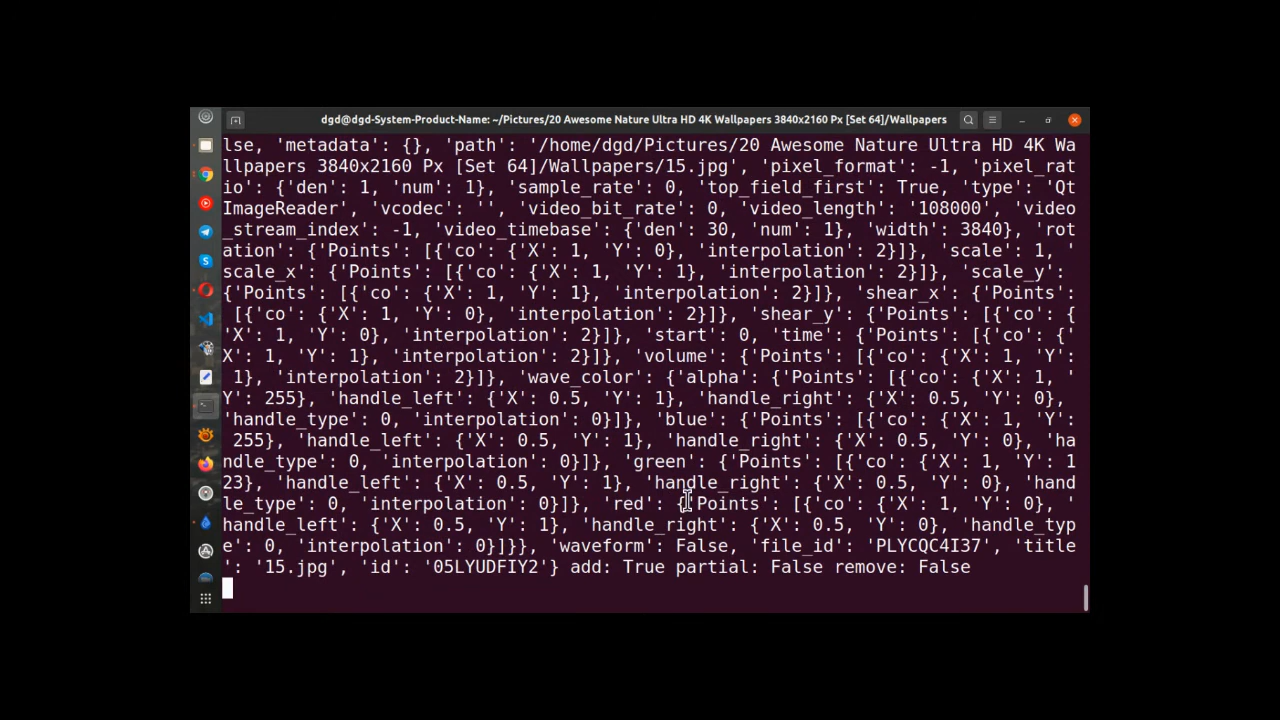 dgd@dgd-System-Product-Name: ~/Pictures/20 Awesome Nature Ultra HD 4K Wallpapers 3840x2160 Px [Set 64]/Wallpapers
lse, 'metadata': {}, 'path': '/home/dgd/Pictures/20 Awesome Nature Ultra HD 4K Wa
llpapers 3840x2160 Px [Set 64]/Wallpapers/15.jpg', 'pixel_format': -1, 'pixel_rat
io': {'den': 1, 'num': 1}, 'sample_rate': 0, 'top_field_first': True, 'type': 'Qt
ImageReader', 'vcodec': '', 'video_bit_rate': 0, 'video_length': '108000', 'video
_stream_index': -1, 'video_timebase': {'den': 30, 'num': 1}, 'width': 3840}, 'rot
ation': {'Points': [{'co': {'X': 1, 'Y': 0}, 'interpolation': 2}]}, 'scale': 1, '
scale_x': {'Points': [{'co': {'X': 1, 'Y': 1}, 'interpolation': 2}]}, 'scale_y':
{'Points': [{'co': {'X': 1, 'Y': 1}, 'interpolation': 2}]}, 'shear_x': {'Points':
 [{'co': {'X': 1, 'Y': 0}, 'interpolation': 2}]}, 'shear_y': {'Points': [{'co': {
'X': 1, 'Y': 0}, 'interpolation': 2}]}, 'start': 0, 'time': {'Points': [{'co': {'
X': 1, 'Y': 1}, 'interpolation': 2}]}, 'volume': {'Points': [{'co': {'X': 1, 'Y':
 1}, 'interpolation': 2}]}, 'wave_color': {'alpha': {'Points': [{'co': {'X': 1, '
Y': 255}, 'handle_left': {'X': 0.5, 'Y': 1}, 'handle_right': {'X': 0.5, 'Y': 0},
'handle_type': 0, 'interpolation': 0}]}, 'blue': {'Points': [{'co': {'X': 1, 'Y':
 255}, 'handle_left': {'X': 0.5, 'Y': 1}, 'handle_right': {'X': 0.5, 'Y': 0}, 'ha
ndle_type': 0, 'interpolation': 0}]}, 'green': {'Points': [{'co': {'X': 1, 'Y': 1
23}, 'handle_left': {'X': 0.5, 'Y': 1}, 'handle_right': {'X': 0.5, 'Y': 0}, 'hand
le_type': 0, 'interpolation': 0}]}, 'red': {'Points': [{'co': {'X': 1, 'Y': 0}, '
handle_left': {'X': 0.5, 'Y': 1}, 'handle_right': {'X': 0.5, 'Y': 0}, 'handle_typ
e': 0, 'interpolation': 0}]}}, 'waveform': False, 'file_id': 'PLYCQC4I37', 'title
': '15.jpg', 'id': '05LYUDFIY2'} add: True partial: False remove: False